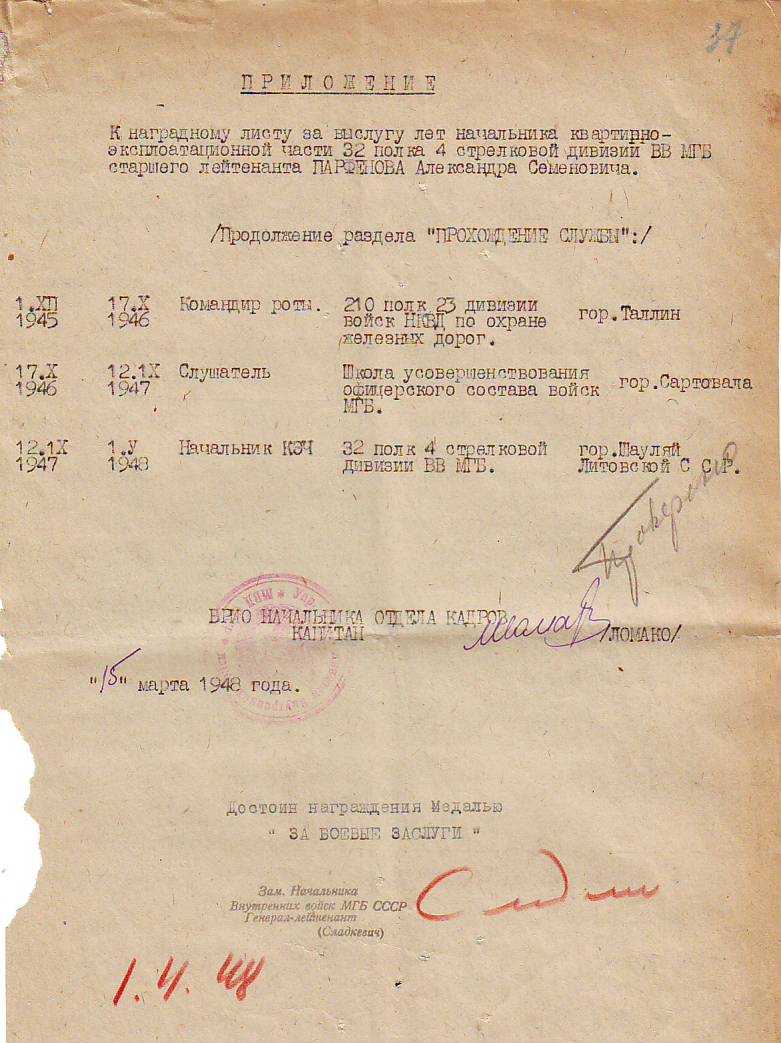 37
ПРИЛОЖЕНИЕ
К наградному листу за выслугу лет начальника квартирно-
эксплоатационной части 32 полка 4 стрелковой дивизии ВВ МГБ
старшего лейтенанта ПАРФЕНОВА Александра Семеновича.
/Продолжение раздела "ПРОХОЖДЕНИЕ СЛУЖБЫ":/
1.ХП 17.Х Командир роты. 210 полк 23 дивизии
1945 1946 войск НКВД по охране гор.Таллин
железных дорог.
17.Х 12.1Х Слушатель Школа усовершенствования
1946 1947 офицерского состава войск гор.Сартовала
МГБ.
12.1Х 1.У Начальник КЭЧ 32 полк 4 стрелковой гор.Шауляй
1947 1948 дивизии ВВ МГБ. Литовской С С Р.
ВРИО НАЧАЛЬНИКА ОТДЕЛА КАДРОВ
КАПИТАН /ЛОМАКО/
"15" марта 1948 года.
Достоин награждения Медалью
" ЗА БОЕВЫЕ ЗАСЛУГИ "
Зам. Начальника
Внутренних войск МГБ СССР
Генерал-лейтенант
(Сладкевич)
1.4.48